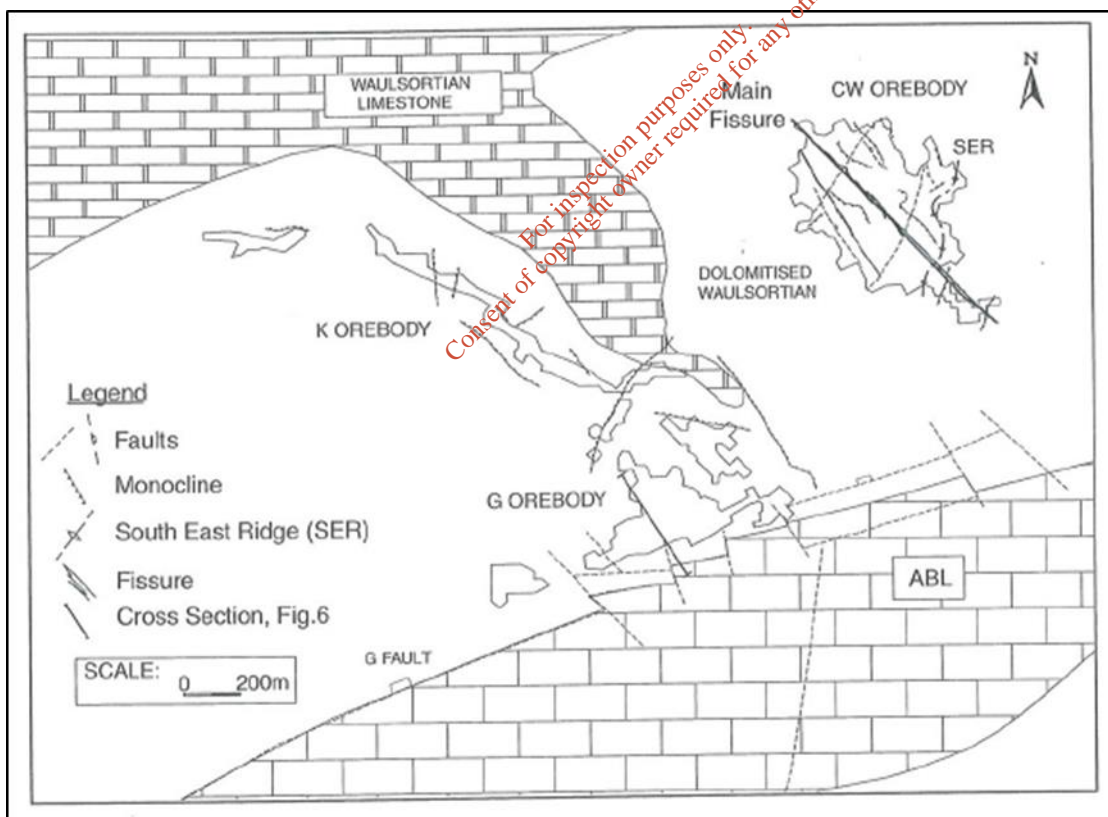 For inspection purposes only.
Consent of copyright owner required for any oth
WAULSORTIAN
LIMESTONE
N
Main
Fissure
CW OREBODY
SER
DOLOMITISED
WAULSORTIAN
K OREBODY
Legend
Faults
Monocline
South East Ridge (SER)
Fissure
Cross Section, Fig.6
G OREBODY
ABL
G FAULT
SCALE:
0 200m